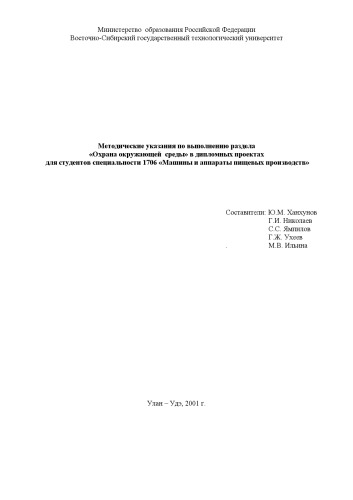 Министерство образования Российской Федерации
Восточно-Сибирский государственный технологический университет
Методические указания по выполнению раздела
«Охрана окружающей среды» в дипломных проектах
для студентов специальности 1706 «Машины и аппараты пищевых производств»
Составители: Ю.М. Ханхунов
Г.И. Николаев
С.С. Ямпилов
Г.Ж. Ухеев
. М.В. Ильина
Улан – Удэ, 2001 г.